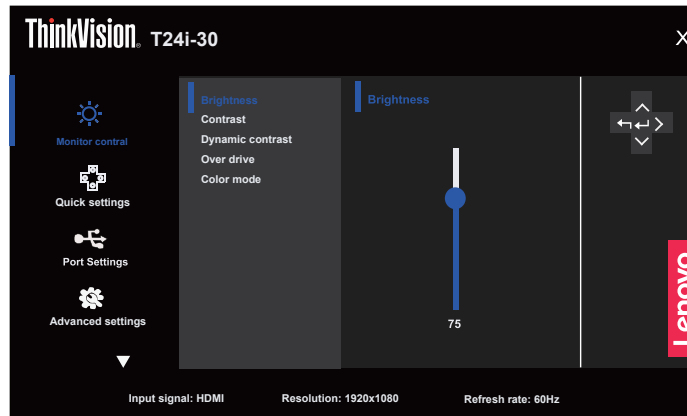 ThinkVision. T24i-30
X
Monitor contral
Quick settings
Port Settings
Advanced settings
Brightness
Contrast
Dynamic contrast
Over drive
Color mode
Brightness
75
Lenovo
Input signal: HDMI Resolution: 1920x1080 Refresh rate: 60Hz